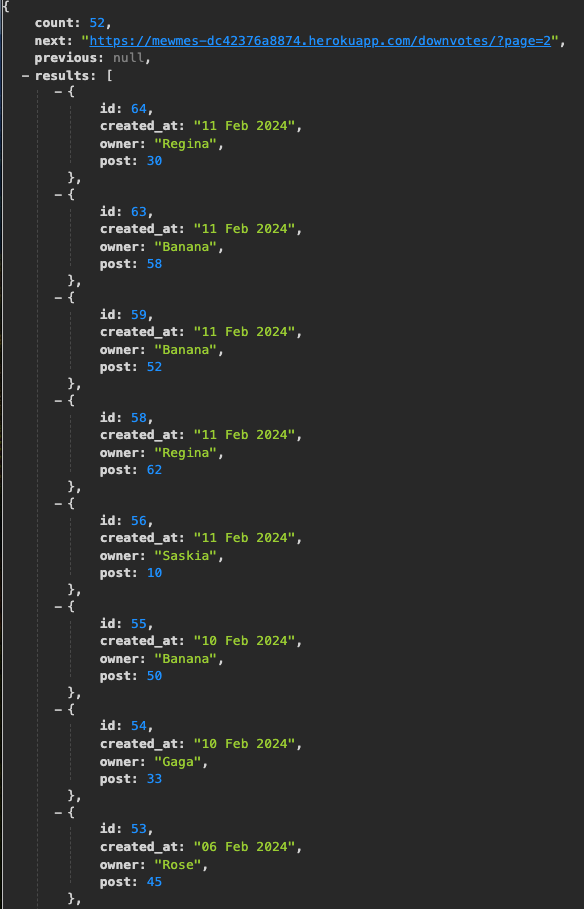 {
count: 52,
next: "https://mewmes-dc42376a8874.herokuapp.com/downvotes/?page=2",
previous: null,
– results: [
– {
id: 64,
created_at: "11 Feb 2024",
owner: "Regina",
post: 30
},
– {
id: 63,
created_at: "11 Feb 2024",
owner: "Banana",
post: 58
},
– {
id: 59,
created_at: "11 Feb 2024",
owner: "Banana",
post: 52
},
– {
id: 58,
created_at: "11 Feb 2024",
owner: "Regina",
post: 62
},
– {
id: 56,
created_at: "11 Feb 2024",
owner: "Saskia",
post: 10
},
– {
id: 55,
created_at: "10 Feb 2024",
owner: "Banana",
post: 50
},
– {
id: 54,
created_at: "10 Feb 2024",
owner: "Gaga",
post: 33
},
– {
id: 53,
created_at: "06 Feb 2024",
owner: "Rose",
post: 45
},